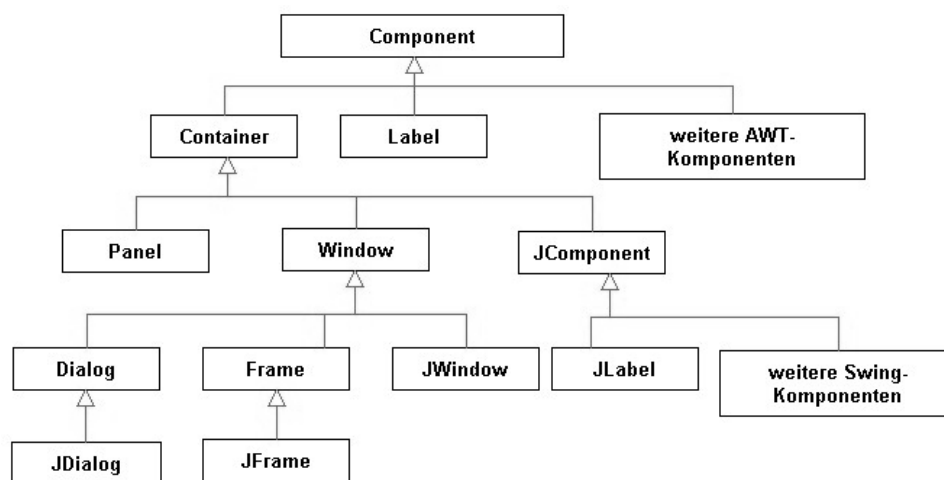 Component
Container
Label
weitere AWT-
Komponenten
Panel
Window
JComponent
Dialog
Frame
JWindow
JLabel
weitere Swing-
Komponenten
JDialog
JFrame